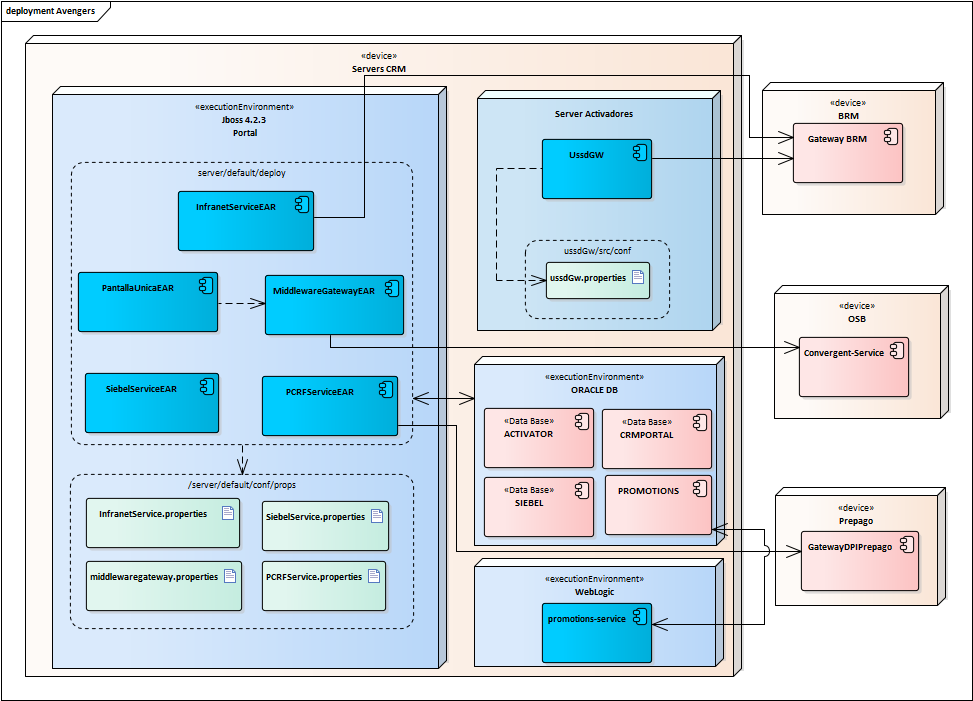 deployment Avengers
«device»
Servers CRM
«executionEnvironment»
Jboss 4.2.3
Portal
server/default/deploy
InfranetServiceEAR
PantallaUnicaEAR
MiddlewareGatewayEAR
SiebelServiceEAR
PCRFServiceEAR
/server/default/conf/props
InfranetService.properties
SiebelService.properties
middlewaregateway.properties
PCRFService.properties
Server Activadores
UssdGW
ussdGw/src/conf
ussdGw.properties
«executionEnvironment»
ORACLE DB
«Data Base»
ACTIVATOR
«Data Base»
CRMPORTAL
«Data Base»
SIEBEL
PROMOTIONS
«executionEnvironment»
WebLogic
promotions-service
«device»
BRM
Gateway BRM
«device»
OSB
Convergent-Service
«device»
Prepago
GatewayDPIPrepago